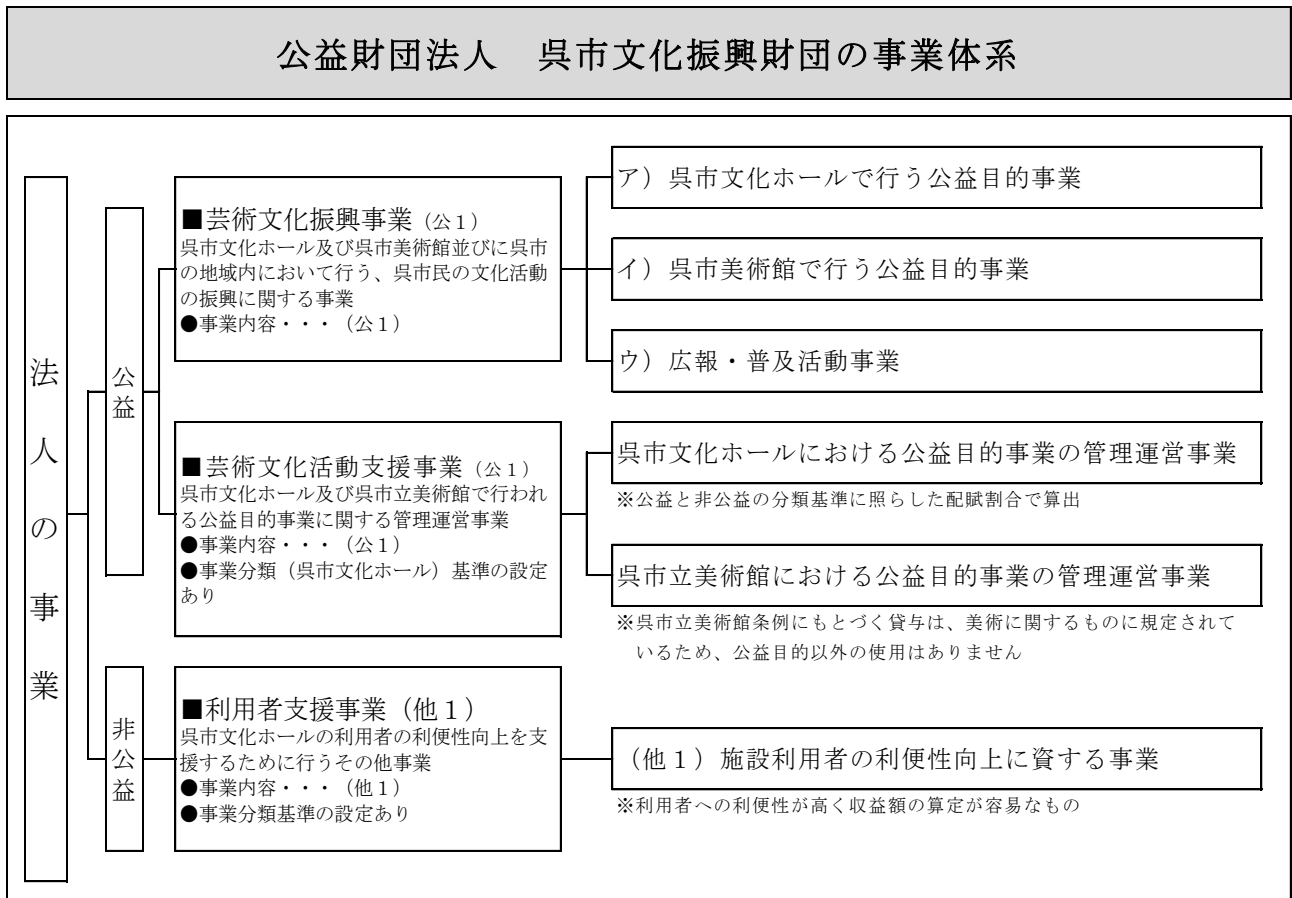 公益財団法人　呉市文化振興財団の事業体系
法人の事業
公益
■芸術文化振興事業（公１）
呉市文化ホール及び呉市美術館並びに呉市
の地域内において行う、呉市民の文化活動
の振興に関する事業
●事業内容・・・（公１）
ア）呉市文化ホールで行う公益目的事業
イ）呉市美術館で行う公益目的事業
ウ）広報・普及活動事業
■芸術文化活動支援事業（公１）
呉市文化ホール及び呉市立美術館で行われ
る公益目的事業に関する管理運営事業
●事業内容・・・（公１）
●事業分類（呉市文化ホール）基準の設定
あり
呉市文化ホールにおける公益目的事業の管理運営事業
※公益と非公益の分類基準に照らした配賦割合で算出
呉市立美術館における公益目的事業の管理運営事業
※呉市立美術館条例にもとづく貸与は、美術に関するものに規定されて
いるため、公益目的以外の使用はありません
非公益
■利用者支援事業（他１）
呉市文化ホールの利用者の利便性向上を支
援するために行うその他事業
●事業内容・・・（他１）
●事業分類基準の設定あり
（他１）施設利用者の利便性向上に資する事業
※利用者への利便性が高く収益額の算定が容易なもの